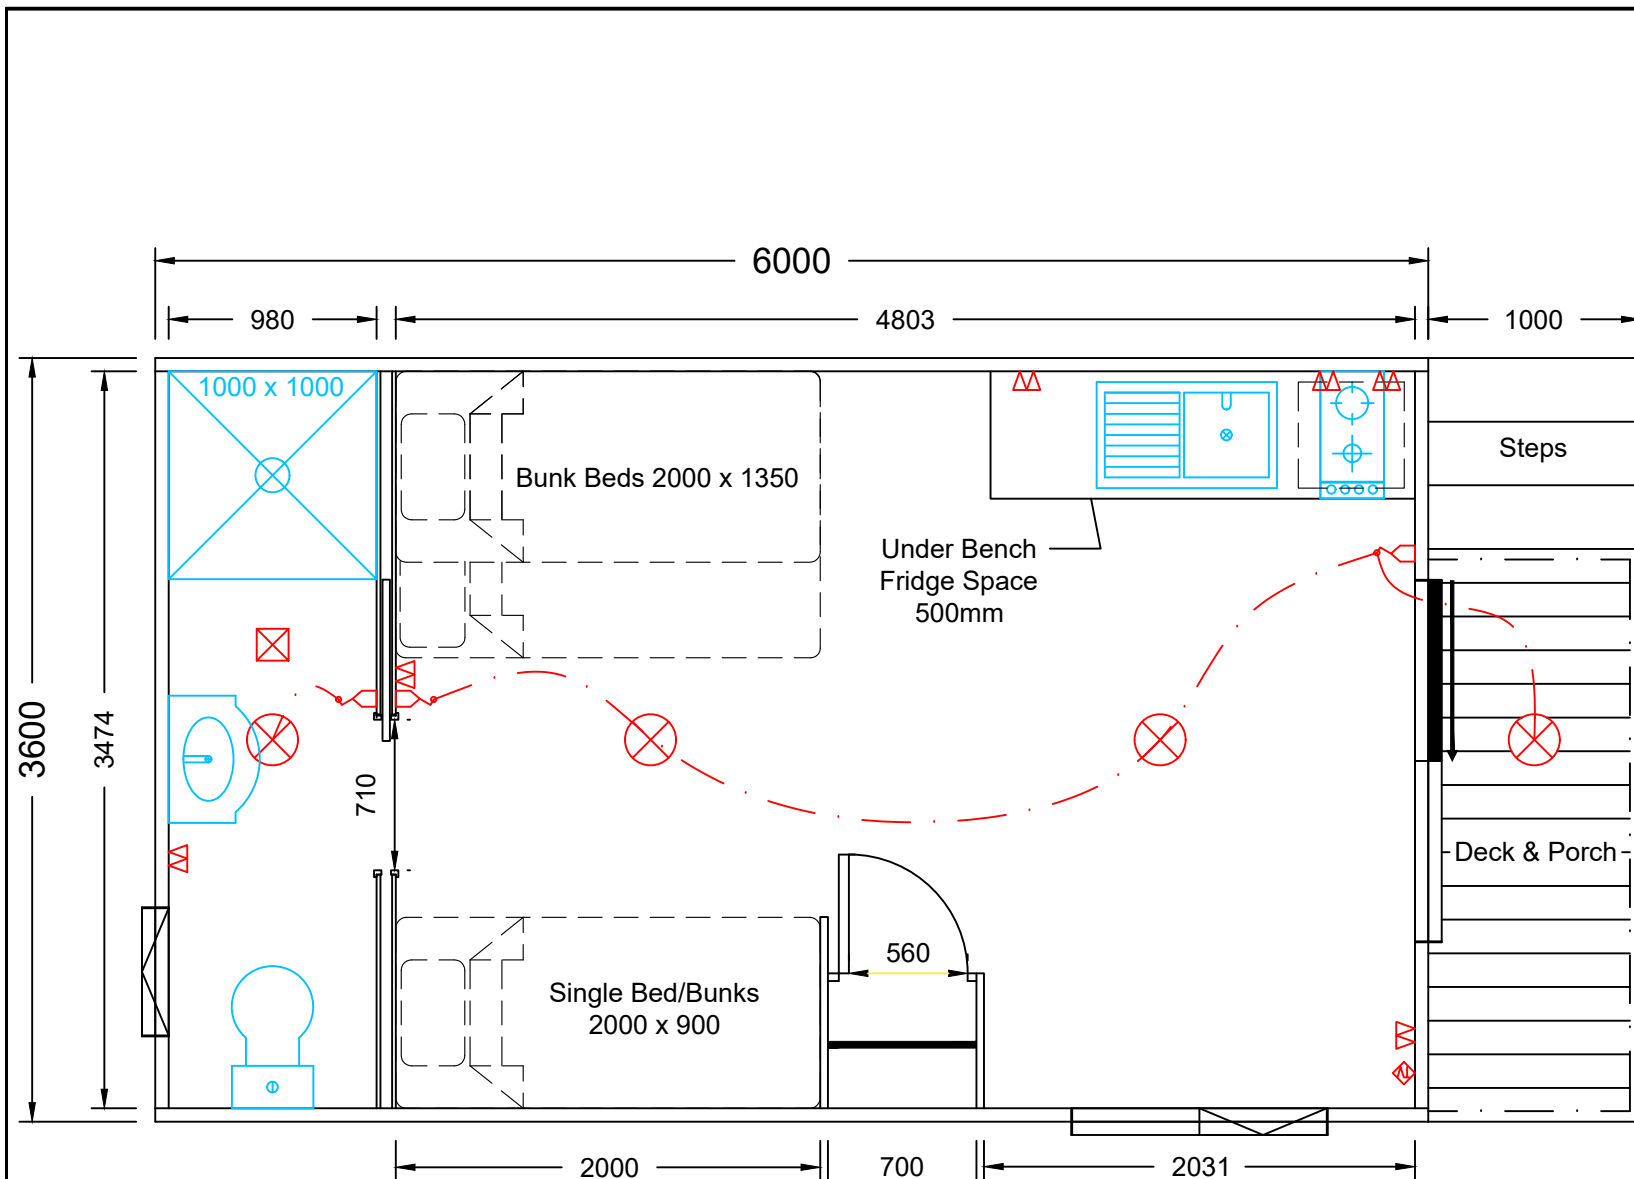 6000
980
4803
1000
1000 x 1000
Steps
Bunk Beds 2000 x 1350
Under Bench
Fridge Space
500mm
3600
3474
710
Deck & Porch
560
Single Bed/Bunks
2000 x 900
2000
700
2031